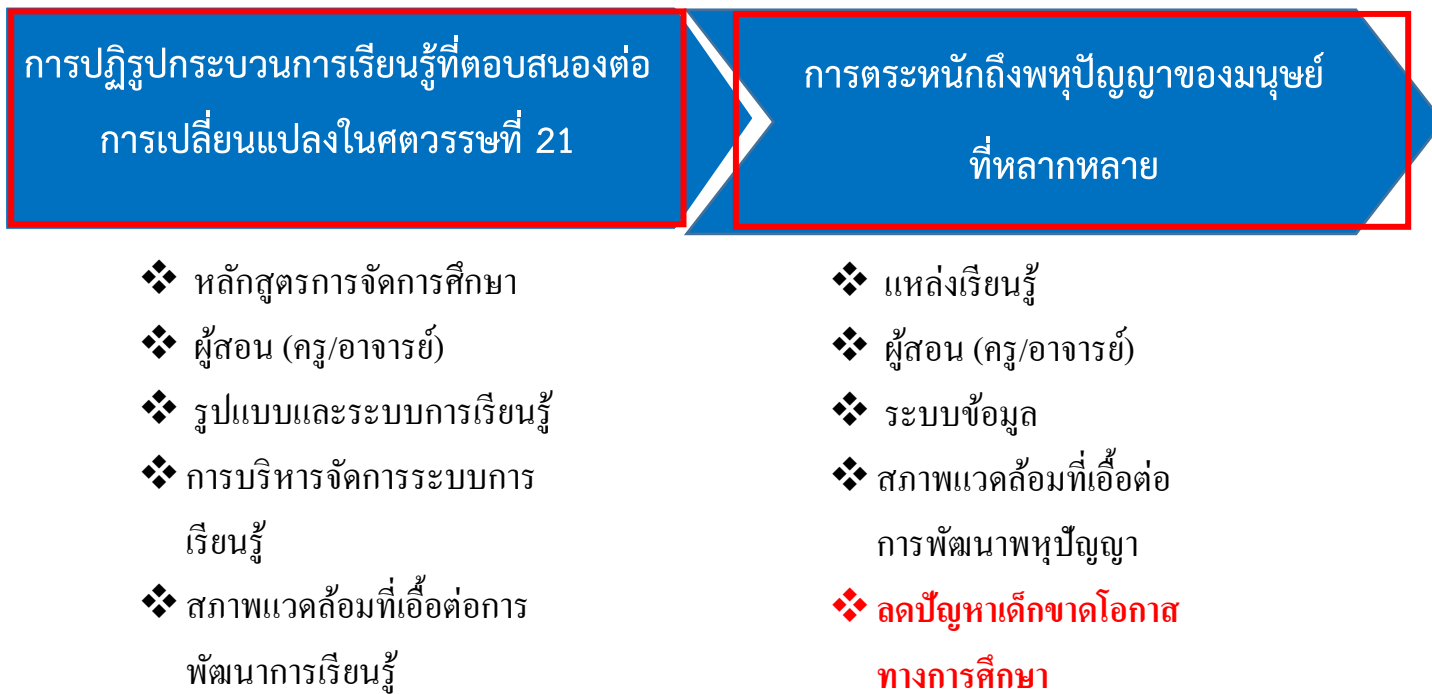 การปฏิรูปกระบวนการเรียนรู้ที่ตอบสนองต่อ
การเปลี่ยนแปลงในศตวรรษที่ 21
❖ หลักสูตรการจัดการศึกษา
❖ ผู้สอน (ครู/อาจารย์)
❖ รูปแบบและระบบการเรียนรู้
❖ การบริหารจัดการระบบการ
เรียนรู้
❖ สภาพแวดล้อมที่เอื้อต่อการ
พัฒนาการเรียนรู้
การตระหนักถึงพหุปัญญาของมนุษย์
ที่หลากหลาย
❖ แหล่งเรียนรู้
❖ ผู้สอน (ครู/อาจารย์)
❖ ระบบข้อมูล
❖ สภาพแวดล้อมที่เอื้อต่อ
การพัฒนาพหุปัญญา
❖ ลดปัญหาเด็กขาดโอกาส
ทางการศึกษา